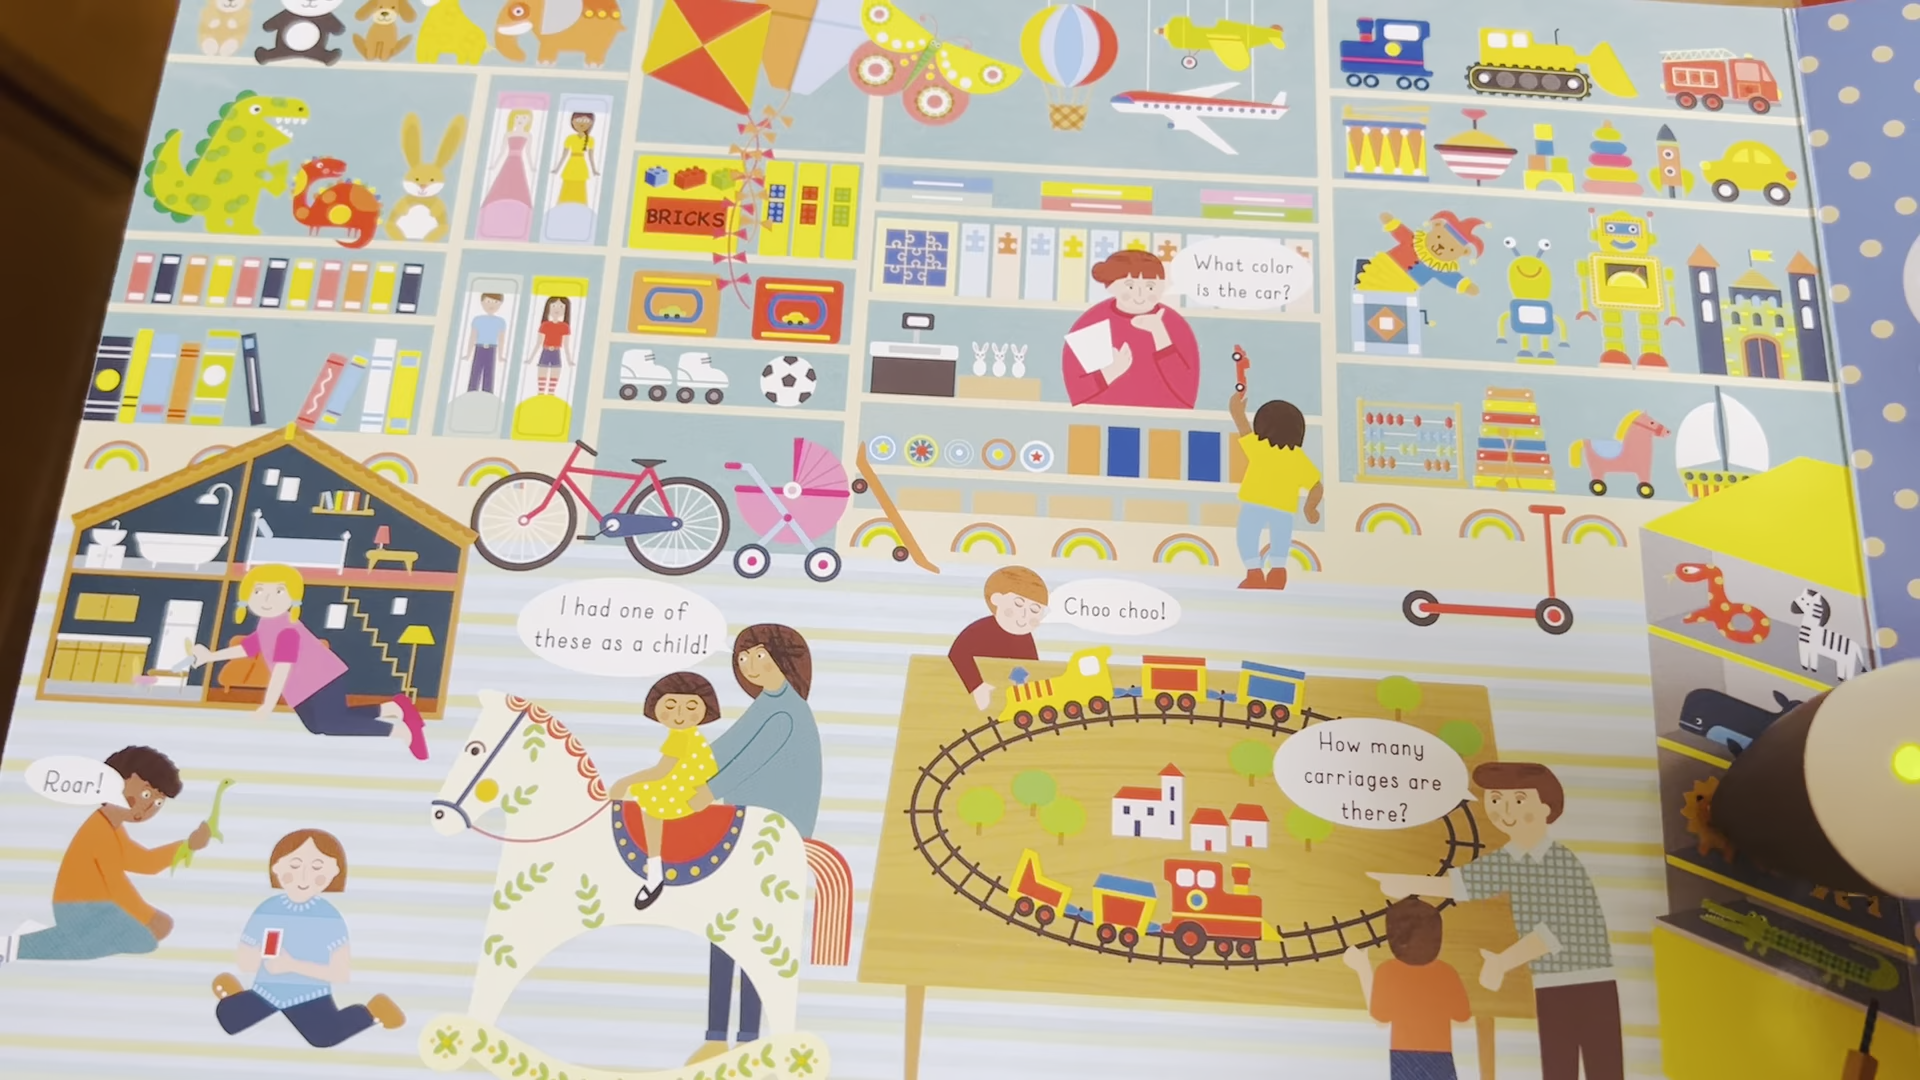 BRICKS
What color
is the car?
I had one of
these as a child!
Choo choo!
How many
carriages are
there?
Roar!